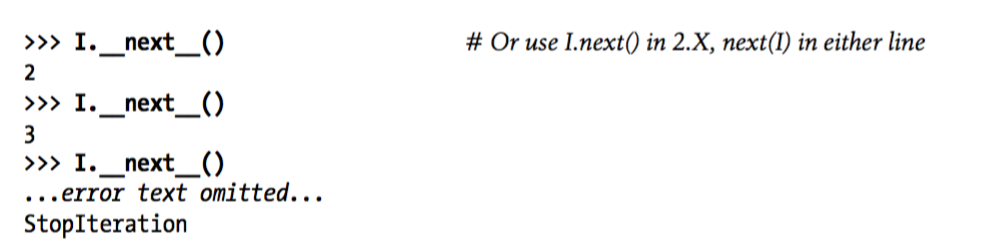 >>> I.__next__() # Or use I.next() in 2.X, next(I) in either line
2
>>> I.__next__()
3
>>> I.__next__()
...error text omitted...
StopIteration